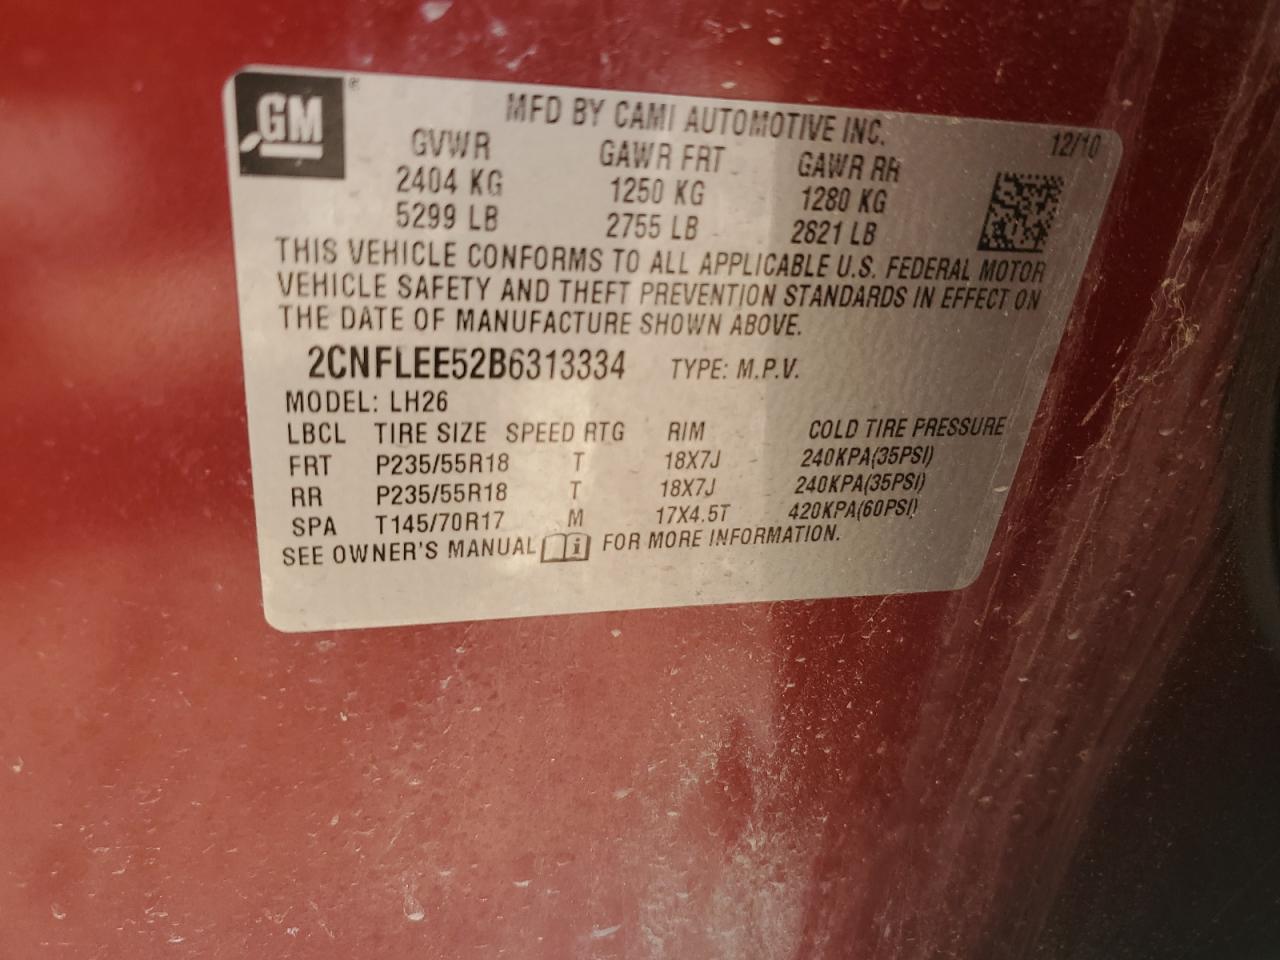 GM
MFD BY CAMI AUTOMOTIVE INC.
12/10
GVWR GAWR FRT GAWR RR
2404 KG 1250 KG 1280 KG
5299 LB 2755 LB 2821 LB
THIS VEHICLE CONFORMS TO ALL APPLICABLE U.S. FEDERAL MOTOR
VEHICLE SAFETY AND THEFT PREVENTION STANDARDS IN EFFECT ON
THE DATE OF MANUFACTURE SHOWN ABOVE.
2CNFLEE52B6313334 TYPE: M.P.V.
MODEL: LH26
LBCL TIRE SIZE SPEED RTG RIM COLD TIRE PRESSURE
FRT P235/55R18 T 18X7J 240KPA(35PSI)
RR P235/55R18 T 18X7J 240KPA(35PSI)
SPA T145/70R17 M 17X4.5T 420KPA(60PSI)
SEE OWNER'S MANUAL FOR MORE INFORMATION.